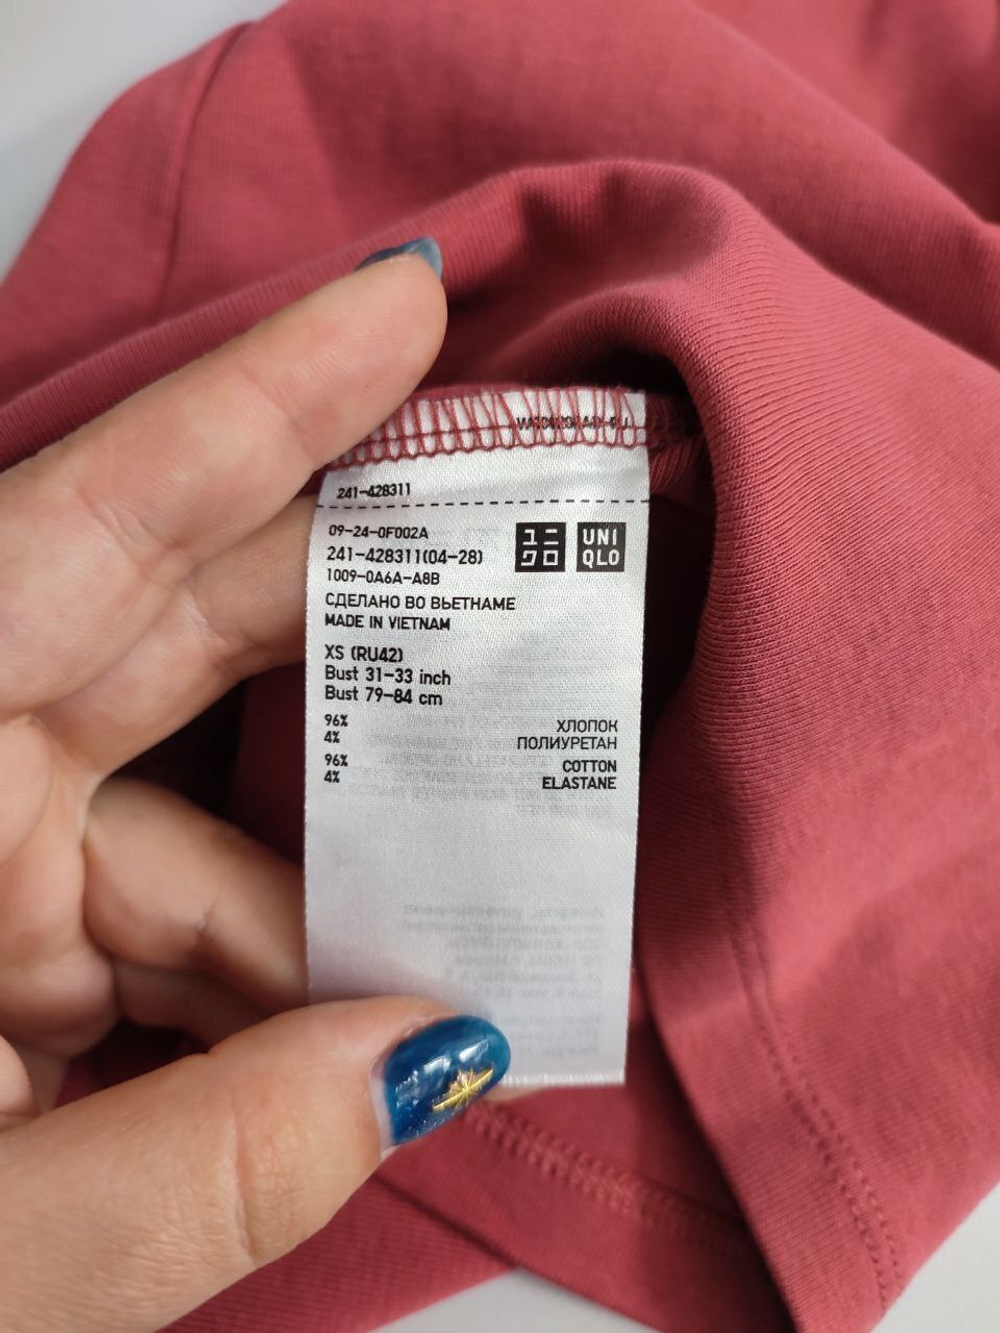 241-428311
09-24-0F002A
241-428311(04-28)
1009-0A6A-A8B
ユニ
クロ
UNI
QLO
СДЕЛАНО ВО ВЬЕТНАМЕ
MADE IN VIETNAM
XS (RU42)
Bust 31-33 inch
Bust 79-84 cm
96% ХЛОПОК
4% ПОЛИУРЕТАН
96% COTTON
4% ELASTANE